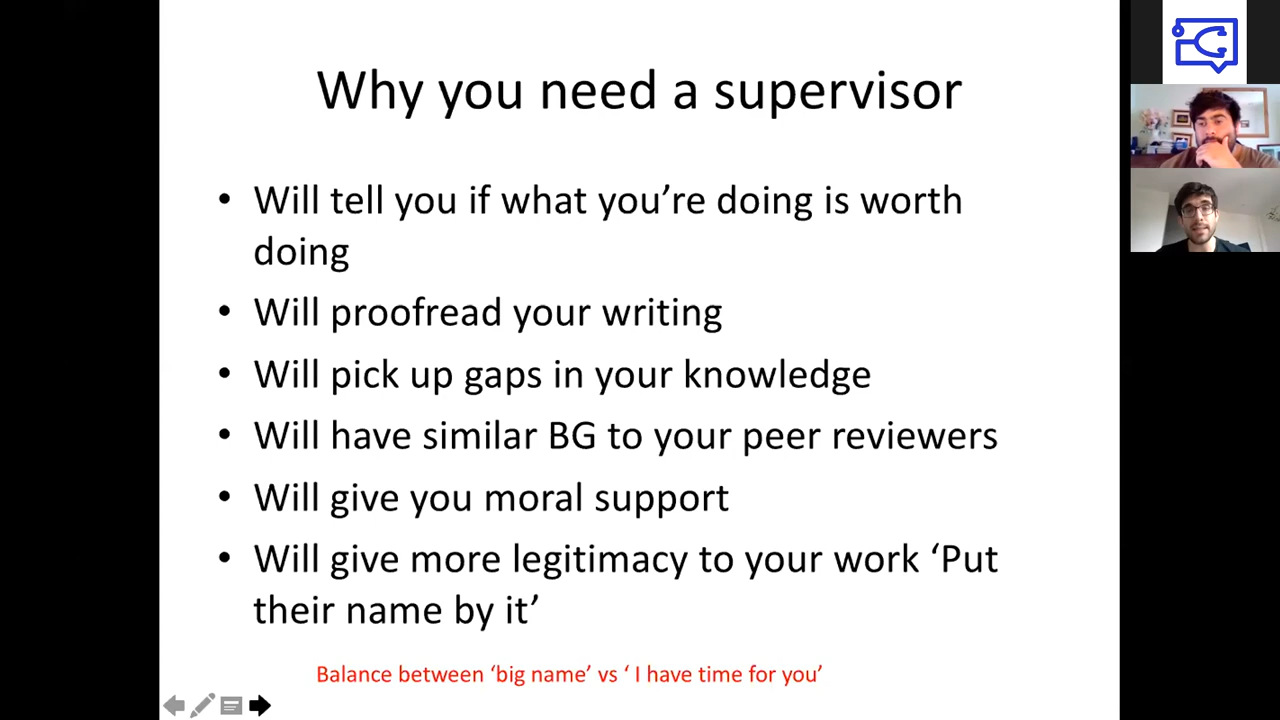 Why you need a supervisor
• Will tell you if what you’re doing is worth
doing
• Will proofread your writing
• Will pick up gaps in your knowledge
• Will have similar BG to your peer reviewers
• Will give you moral support
• Will give more legitimacy to your work ‘Put
their name by it’
Balance between ‘big name’ vs ‘ I have time for you’